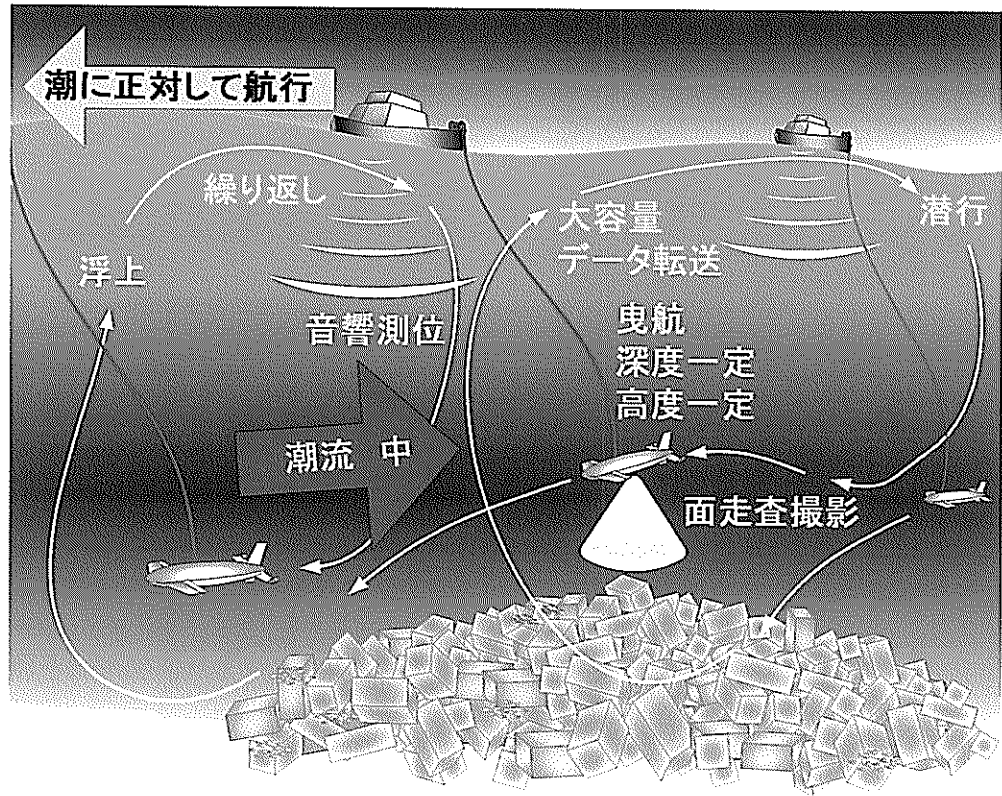 潮に正対して航行
繰り返し
浮上
音響測位
大容量
データ転送
潜行
曳航
深度一定
高度一定
潮流 中
面走査撮影